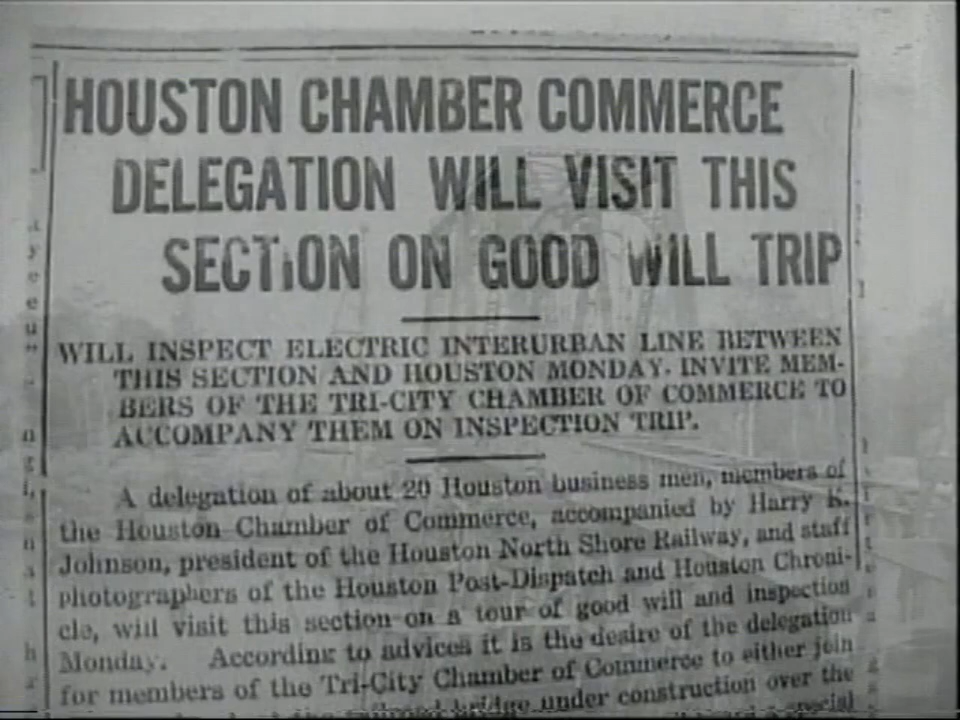 HOUSTON CHAMBER COMMERCE
DELEGATION WILL VISIT THIS
SECTION ON GOOD WILL TRIP
WILL INSPECT ELECTRIC INTERURBAN LINE BETWEEN
THIS SECTION AND HOUSTON MONDAY. INVITE MEM-
BERS OF THE TRI-CITY CHAMBER OF COMMERCE TO
ACCOMPANY THEM ON INSPECTION TRIP.
A delegation of about 20 Houston business men, members of
the Houston Chamber of Commerce, accompanied by Harry K.
Johnson, president of the Houston North Shore Railway, and staff
photographers of the Houston Post-Dispatch and Houston Chroni-
cle, will visit this section on a tour of good will and inspection
Monday. According to advices it is the desire of the delegation
for members of the Tri-City Chamber of Commerce to either join
the railroad bridge under construction over the
special